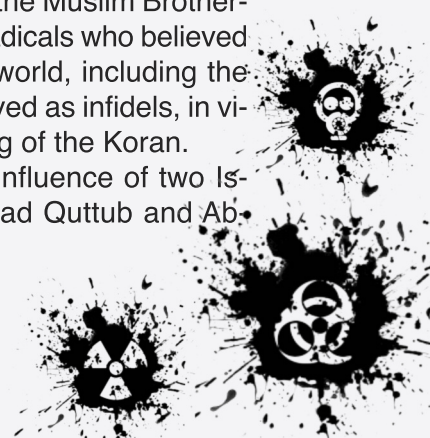 the Muslim Brother-
dicals who believed
world, including the
ved as infidels, in vi-
g of the Koran.
nfluence of two Is-
ad Quttub and Ab-